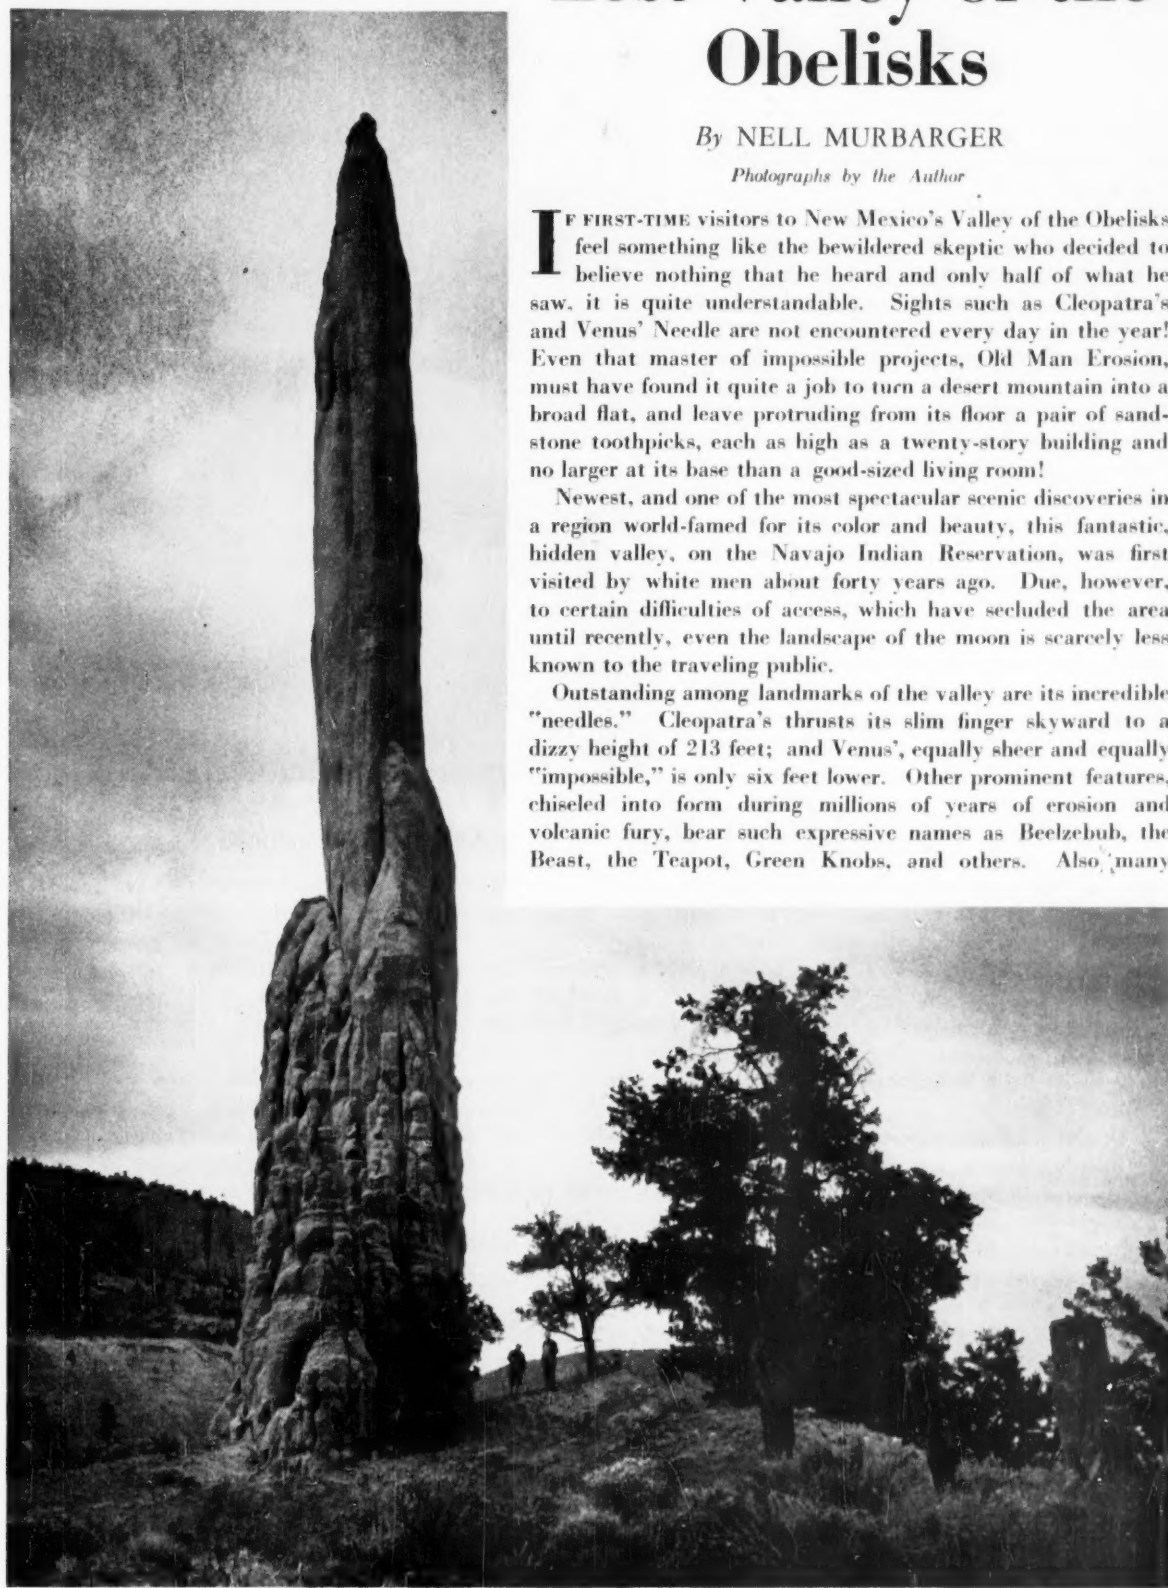 Obelisks
By NELL MURBARGER
Photographs by the Author
IF FIRST-TIME visitors to New Mexico's Valley of the Obelisks
feel something like the bewildered skeptic who decided to
believe nothing that he heard and only half of what he
saw, it is quite understandable. Sights such as Cleopatra's
and Venus' Needle are not encountered every day in the year!
Even that master of impossible projects, Old Man Erosion,
must have found it quite a job to turn a desert mountain into a
broad flat, and leave protruding from its floor a pair of sand-
stone toothpicks, each as high as a twenty-story building and
no larger at its base than a good-sized living room!
Newest, and one of the most spectacular scenic discoveries in
a region world-famed for its color and beauty, this fantastic,
hidden valley, on the Navajo Indian Reservation, was first
visited by white men about forty years ago. Due, however,
to certain difficulties of access, which have secluded the area
until recently, even the landscape of the moon is scarcely less
known to the traveling public.
Outstanding among landmarks of the valley are its incredible
"needles." Cleopatra's thrusts its slim finger skyward to a
dizzy height of 213 feet; and Venus', equally sheer and equally
"impossible," is only six feet lower. Other prominent features,
chiseled into form during millions of years of erosion and
volcanic fury, bear such expressive names as Beelzebub, the
Beast, the Teapot, Green Knobs, and others. Also many